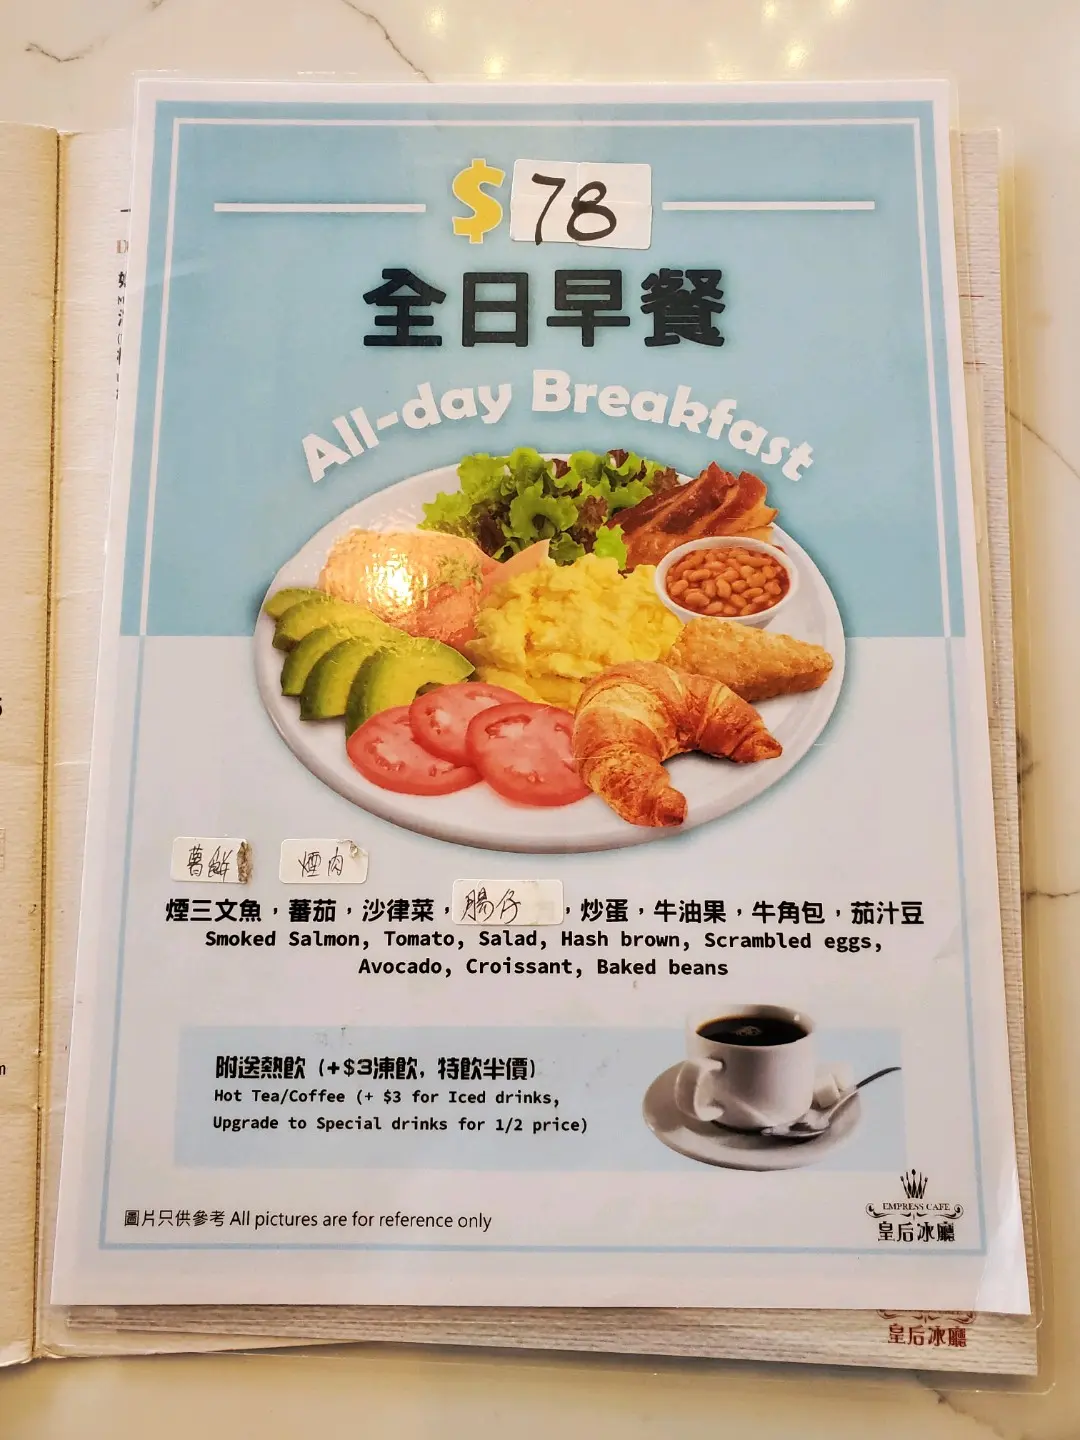 $78
全日早餐
All-day Breakfast
薯餅 煙肉
煙三文魚，蕃茄，沙律菜，腸仔，炒蛋，牛油果，牛角包，茄汁豆
Smoked Salmon, Tomato, Salad, Hash brown, Scrambled eggs,
Avocado, Croissant, Baked beans
附送熱飲 (+$3凍飲, 特飲半價)
Hot Tea/Coffee (+ $3 for Iced drinks,
Upgrade to Special drinks for 1/2 price)
EMPRESS CAFE
皇后冰廳
圖片只供參考 All pictures are for reference only
皇后冰廳